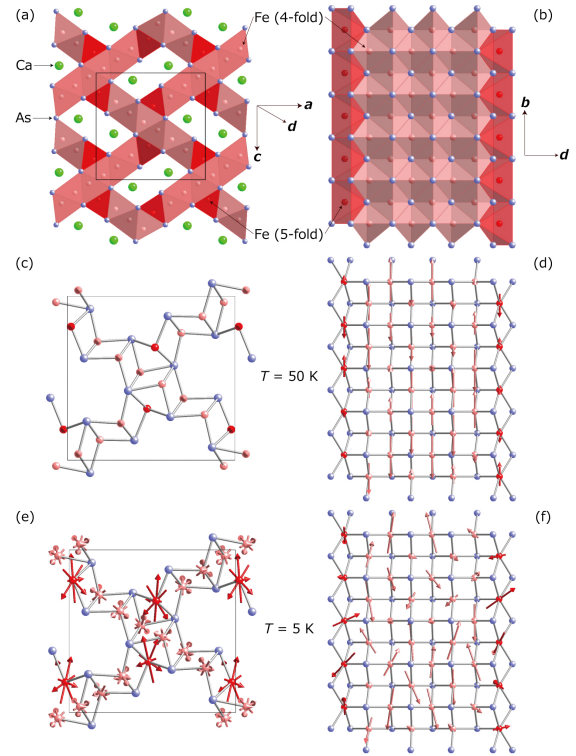 (a)
Fe (4-fold)
(b)
Ca
a
d
As
c
b
d
Fe (5-fold)
(c)
(d)
T = 50 K
(e)
(f)
T = 5 K